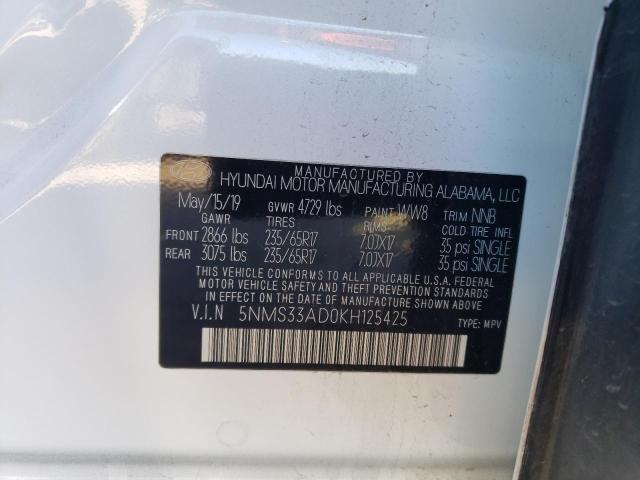 MANUFACTURED BY
HYUNDAI MOTOR MANUFACTURING ALABAMA, LLC
May/15/19 GVWR 4729 lbs PAINT WW8 TRIM NNB
GAWR TIRES RIMS COLD TIRE INFL
FRONT 2866 lbs 235/65R17 7.0JX17 35 psi SINGLE
REAR 3075 lbs 235/65R17 7.0JX17 35 psi SINGLE
THIS VEHICLE CONFORMS TO ALL APPLICABLE U.S.A. FEDERAL
MOTOR VEHICLE SAFETY AND THEFT PREVENTION STANDARDS
IN EFFECT ON THE DATE OF MANUFACTURE SHOWN ABOVE.
V.I.N 5NMS33AD0KH125425 TYPE: MPV